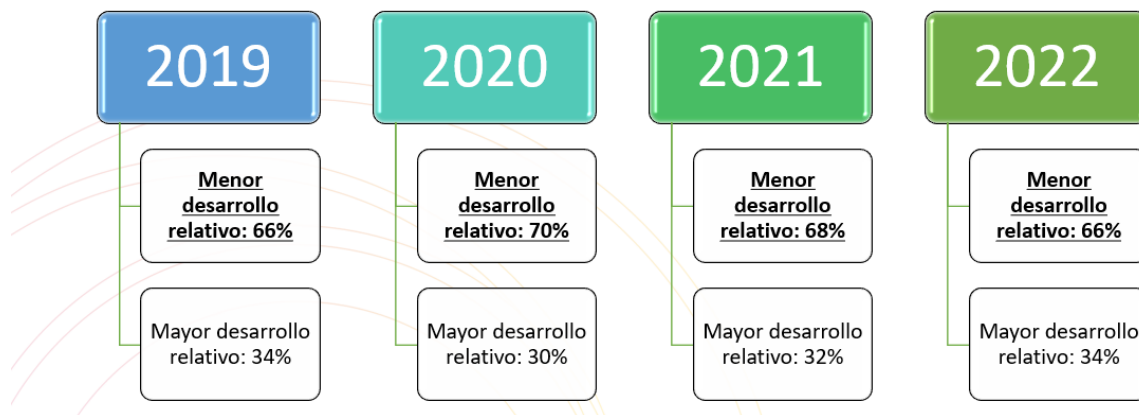 2019
Menor
desarrollo
relativo: 66%
Mayor desarrollo
relativo: 34%
2020
Menor
desarrollo
relativo: 70%
Mayor desarrollo
relativo: 30%
2021
Menor
desarrollo
relativo: 68%
Mayor desarrollo
relativo: 32%
2022
Menor
desarrollo
relativo: 66%
Mayor desarrollo
relativo: 34%